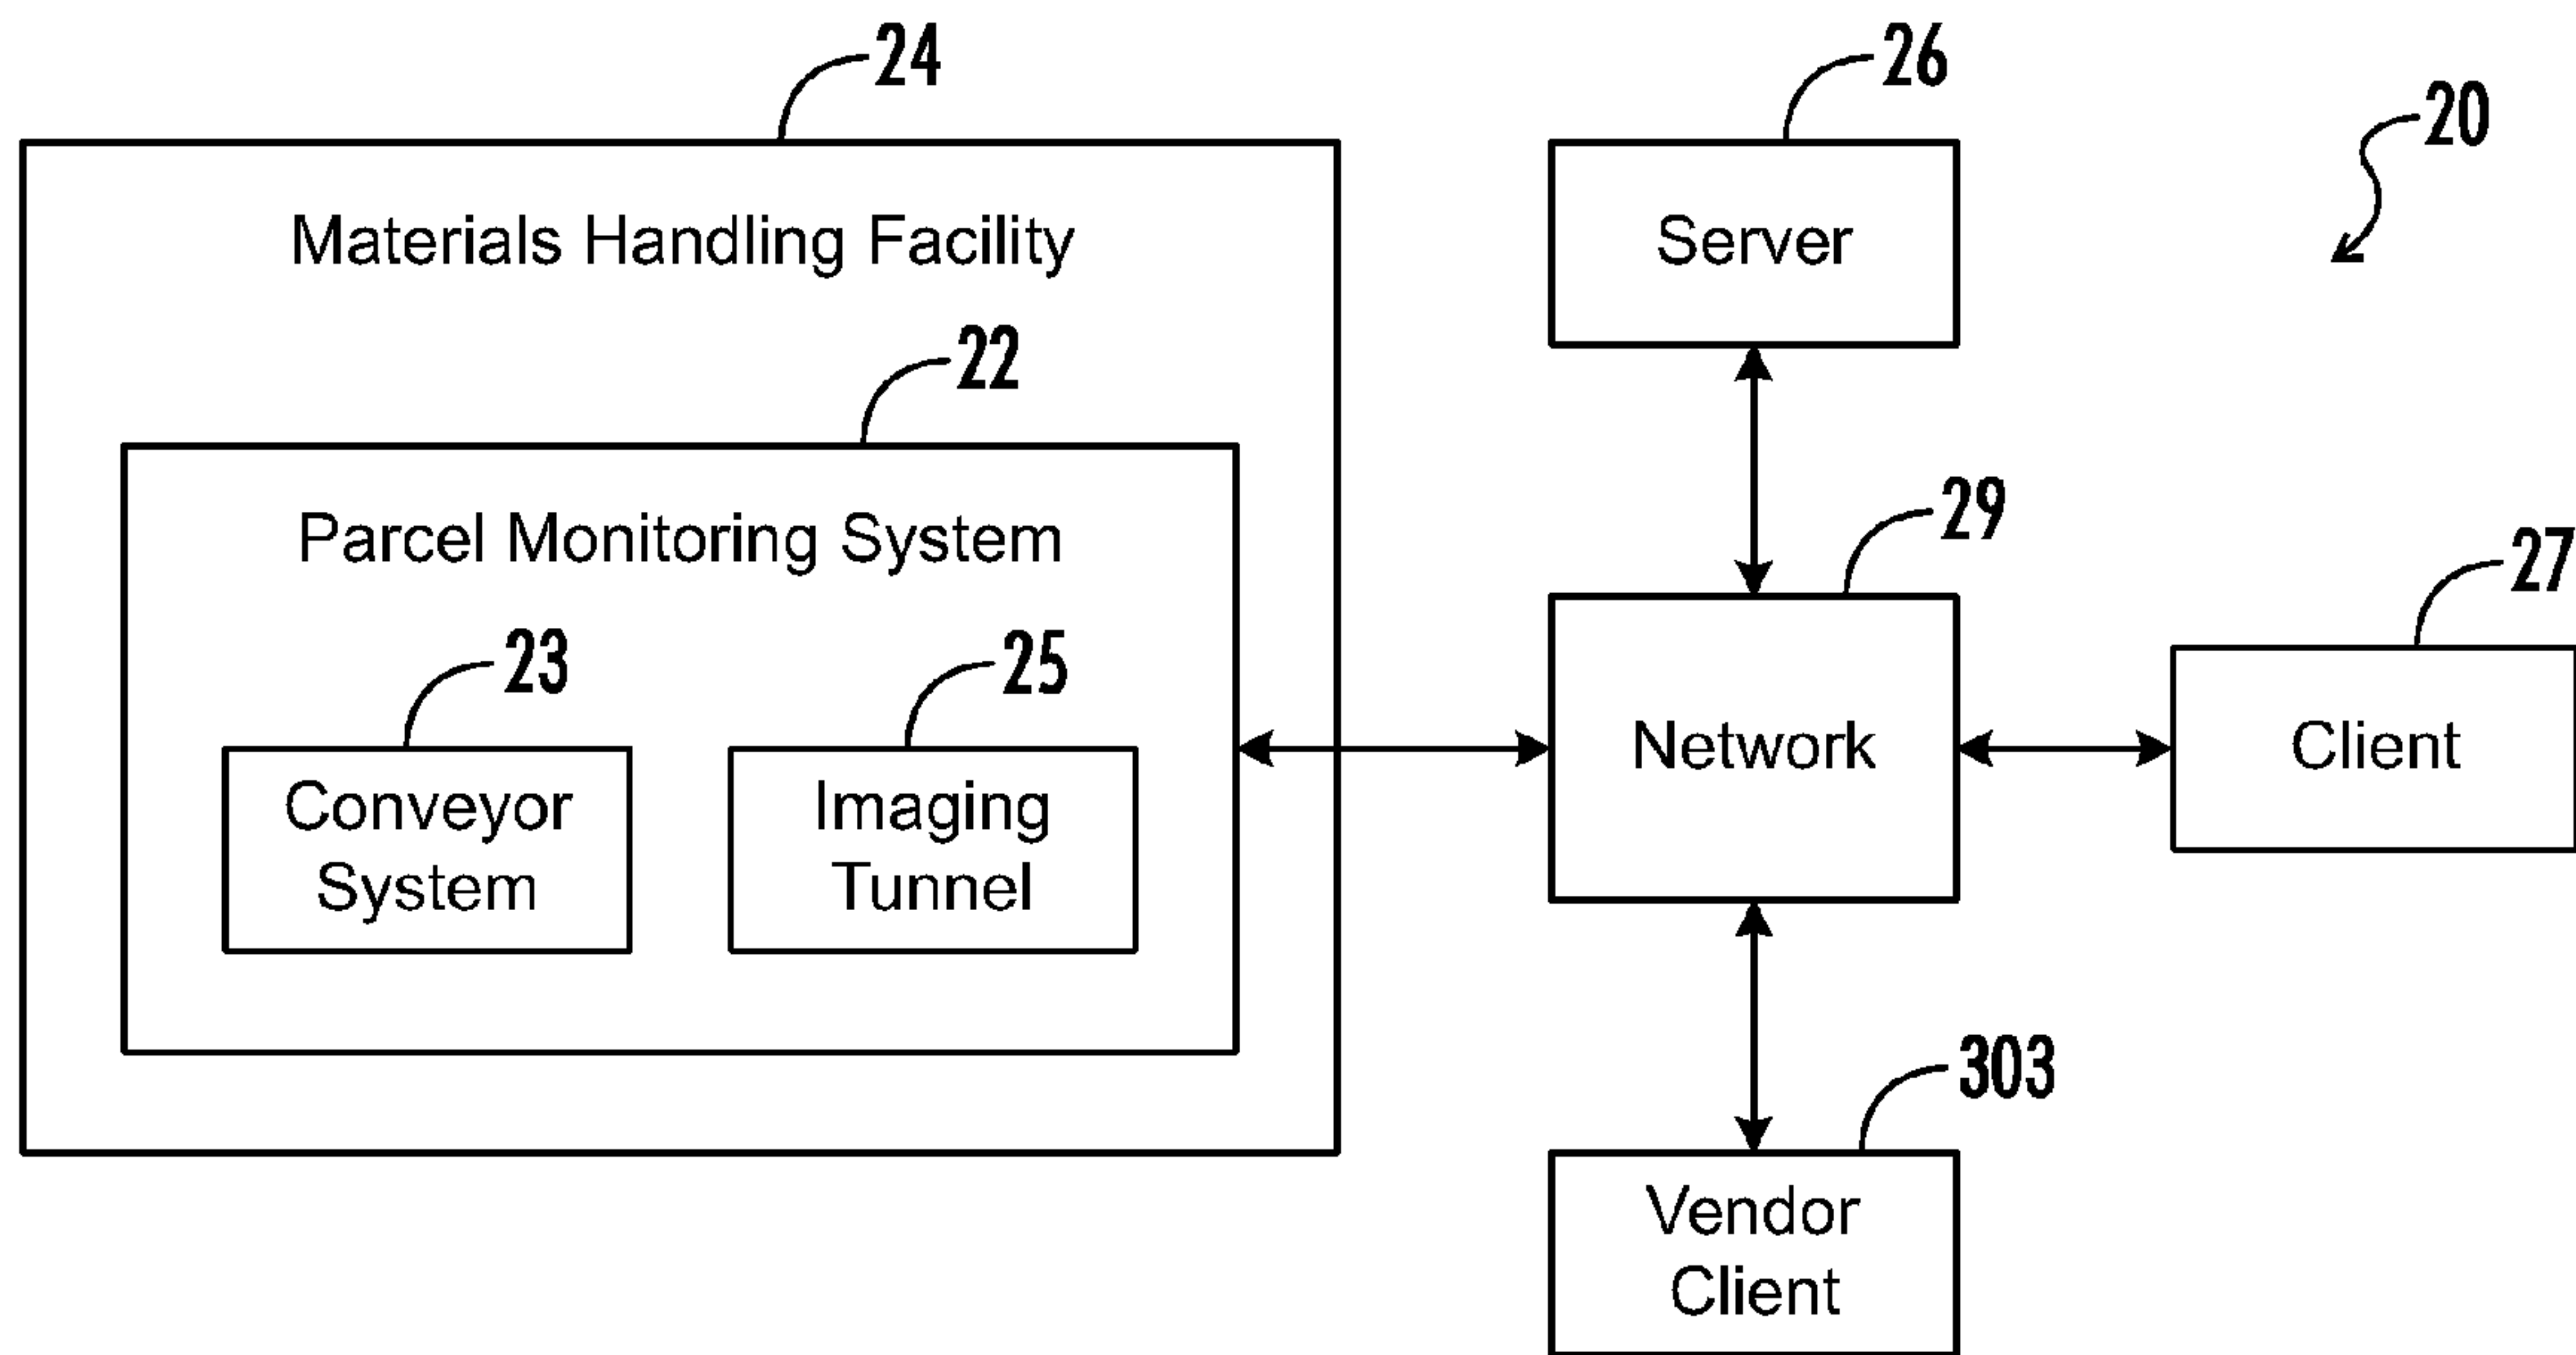 24
26
20
Materials Handling Facility
Server
22
29
Parcel Monitoring System
27
23
25
Network
Client
Conveyor
System
Imaging
Tunnel
303
Vendor
Client